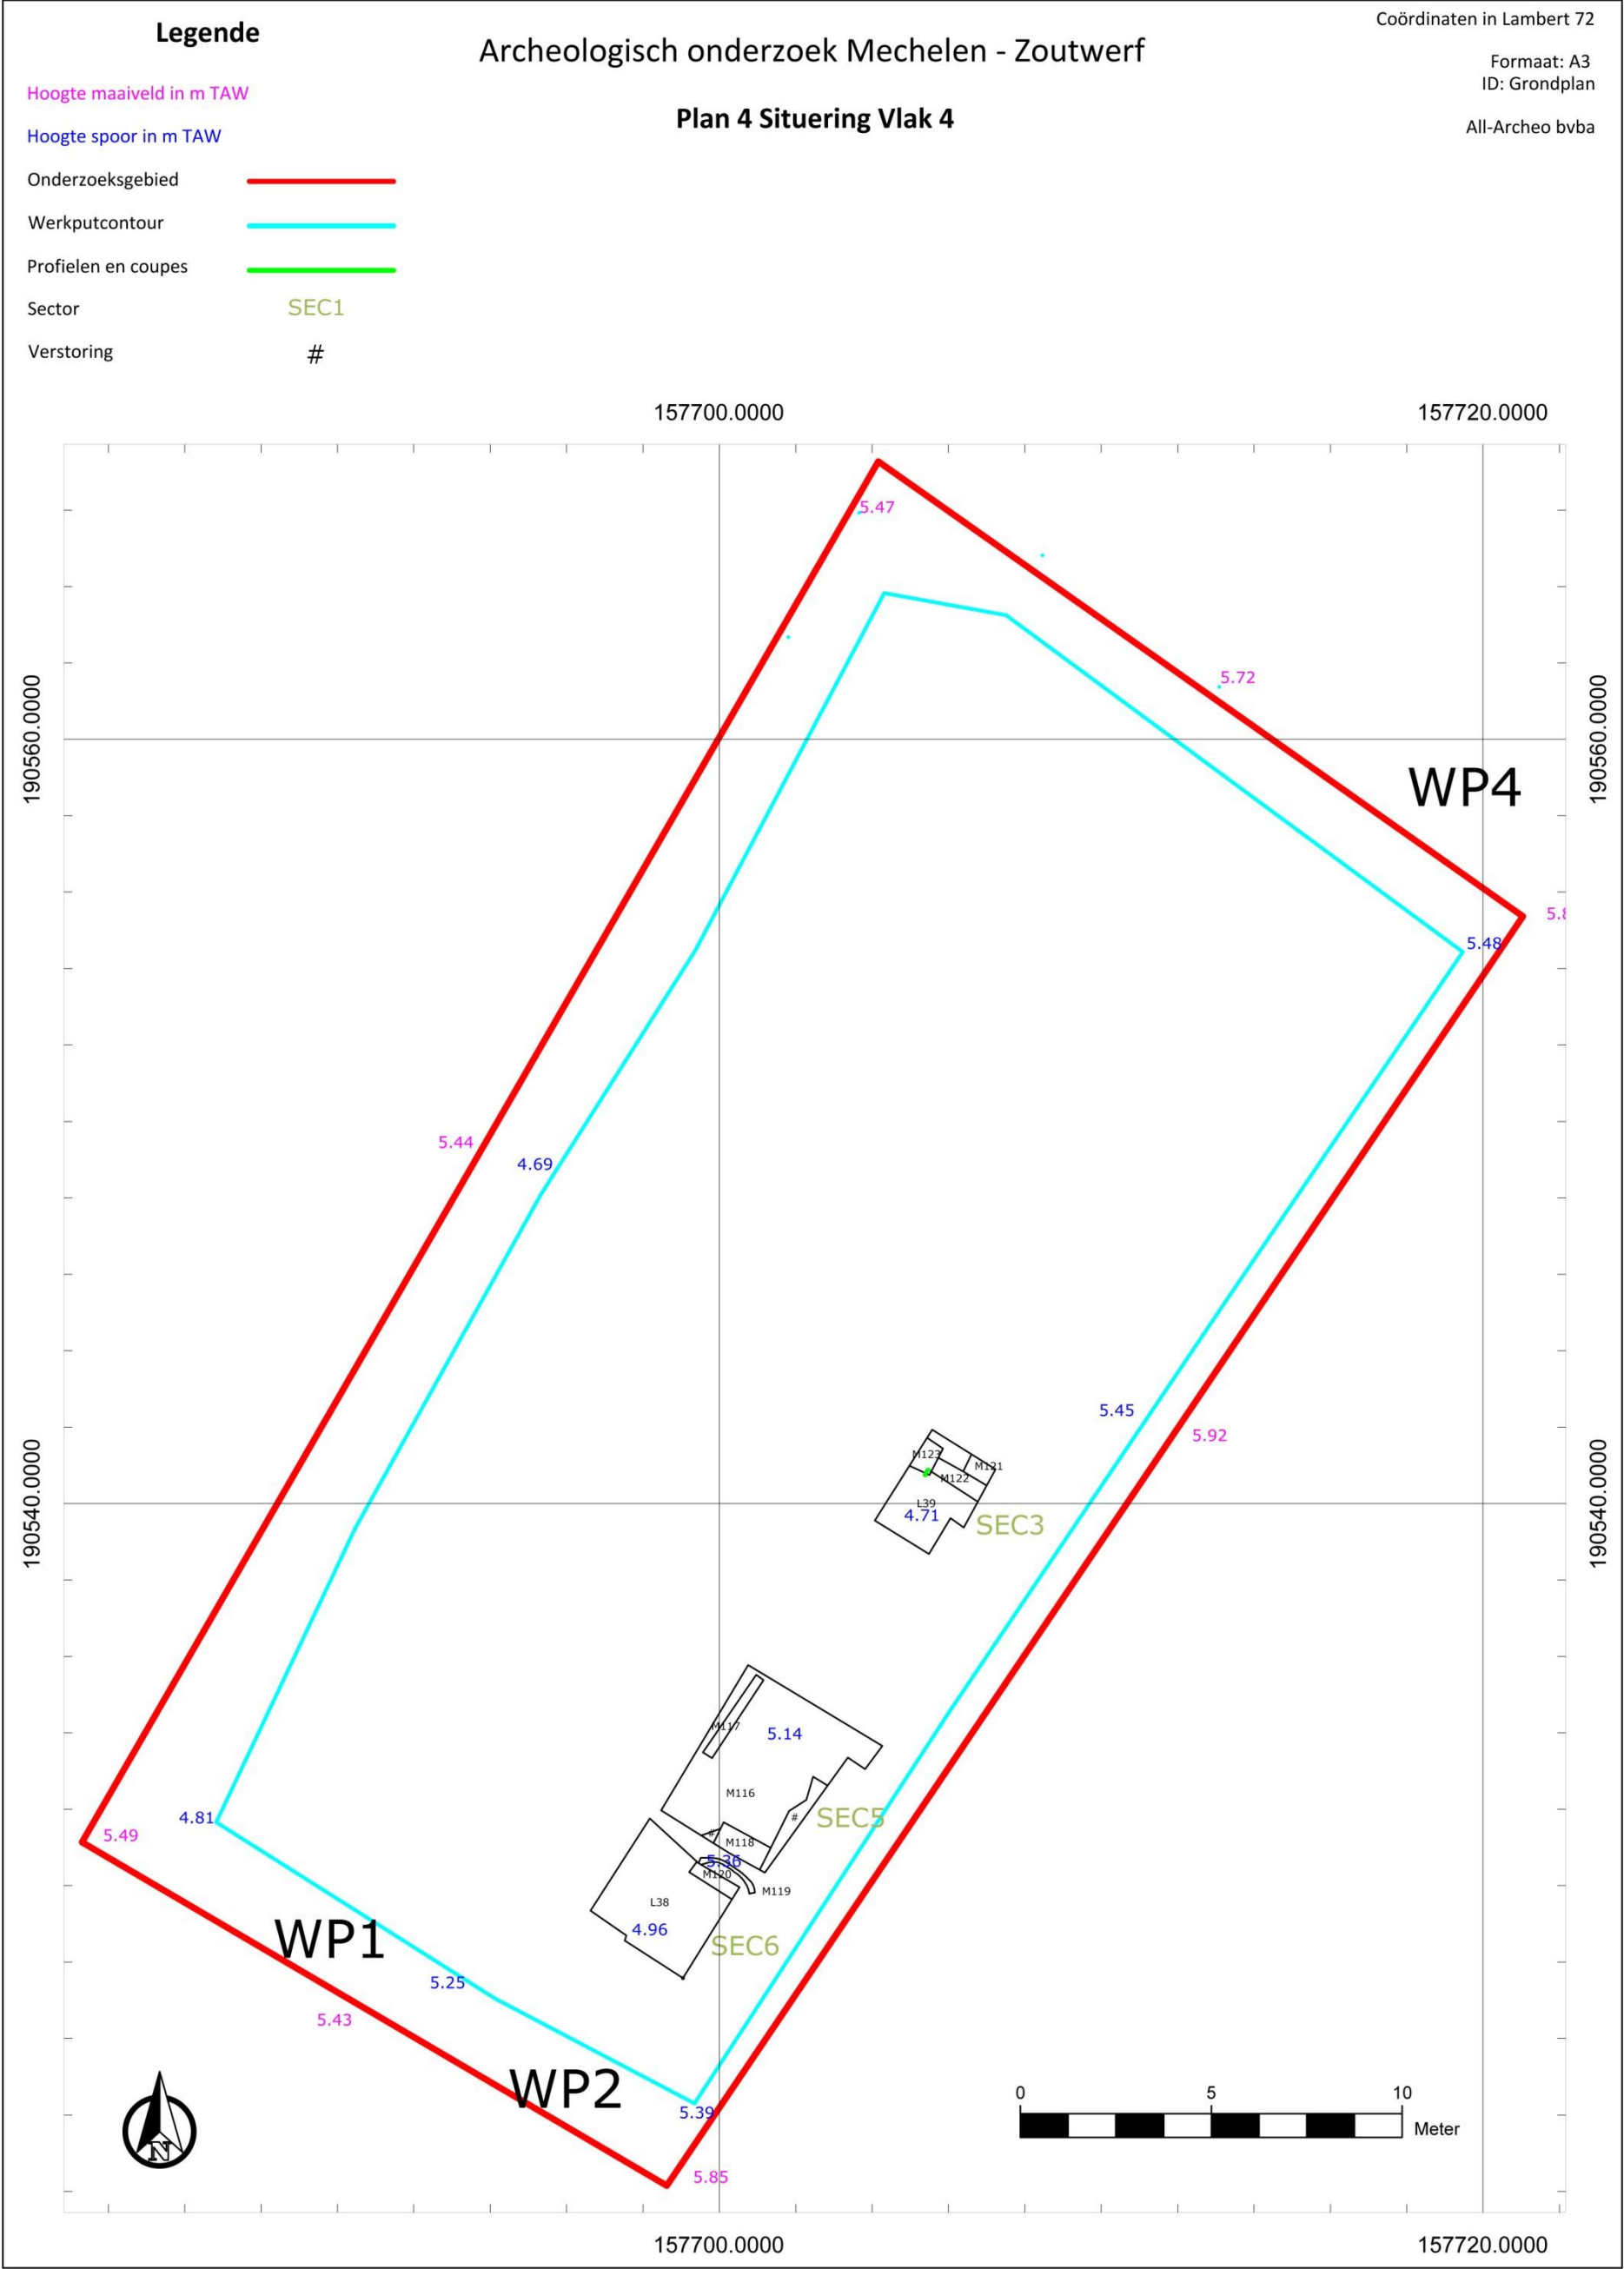 Legende
Hoogte maaiveld in m TAW
Hoogte spoor in m TAW
Onderzoeksgebied
Werkputcontour
Profielen en coupes
Sector SEC1
Verstoring #
Archeologisch onderzoek Mechelen - Zoutwerf
Plan 4 Situering Vlak 4
Coördinaten in Lambert 72
Formaat: A3
ID: Grondplan
All-Archeo bvba
157700.0000 157720.0000
5.47
5.72
190560.0000 190560.0000
WP4
5.8
5.48
5.44
4.69
5.45
5.92
M123
M121
M122
L39
4.71
SEC3
190540.0000 190540.0000
M117
5.14
M116
#
SEC5
#
M118
5.36
M120
M119
L38
4.96
SEC6
4.81
5.49
WP1
5.25
5.43
WP2
5.39
5.85
N
0 5 10
Meter
157700.0000 157720.0000